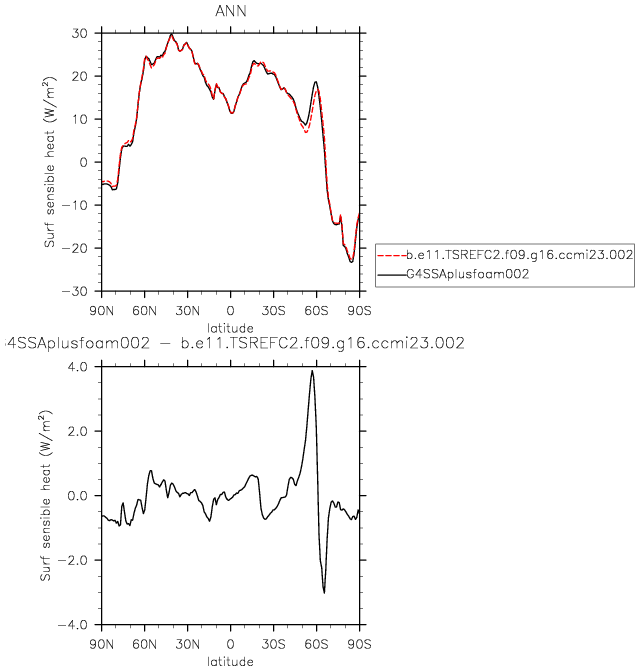 ANN
30
20
10
0
-10
-20
-30
Surf sensible heat (W/m²)
90N 60N 30N 0 30S 60S 90S
latitude
b.e11.TSREFC2.f09.g16.ccmi23.002
G4SSAplusfoam002
4SSAplusfoam002 - b.e11.TSREFC2.f09.g16.ccmi23.002
4.0
2.0
0.0
-2.0
-4.0
Surf sensible heat (W/m²)
90N 60N 30N 0 30S 60S 90S
latitude